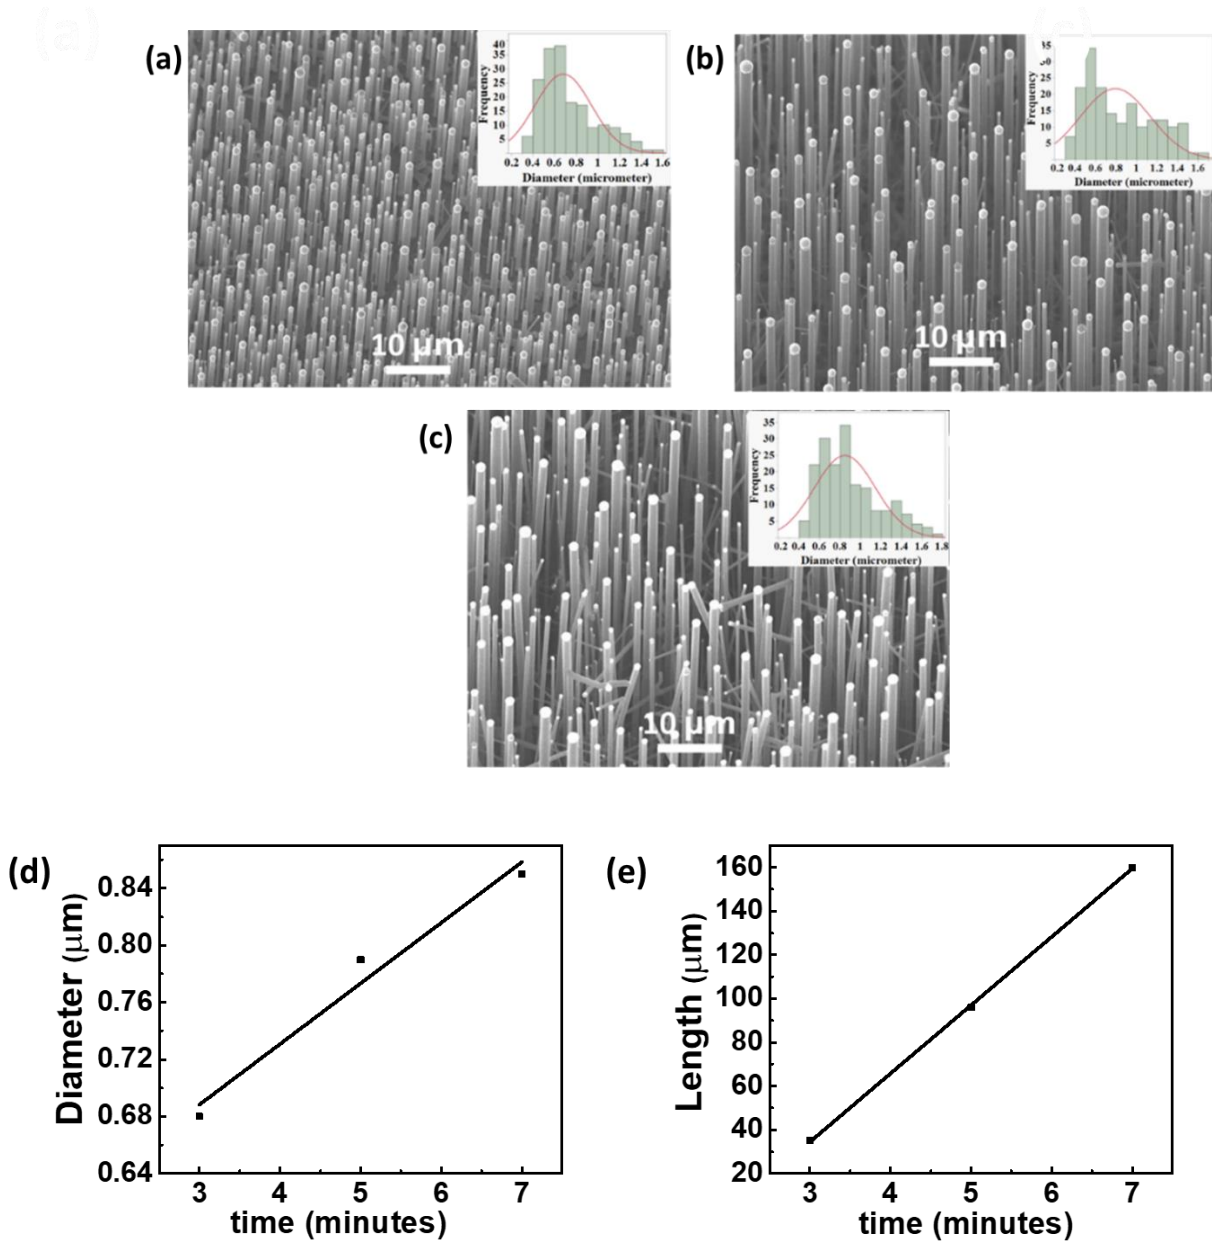 (a)
40
35
30
25
20
15
10
5
Frequency
0.2 0.4 0.6 0.8 1 1.2 1.4 1.6
Diameter (micrometer)
10 µm
(b)
35
30
25
20
15
10
5
Frequency
0.2 0.4 0.6 0.8 1 1.2 1.4 1.6
Diameter (micrometer)
10 µm
(c)
35
30
25
20
15
10
5
Frequency
0.2 0.4 0.6 0.8 1 1.2 1.4 1.6 1.8
Diameter (micrometer)
10 µm
(d)
0.84
0.80
0.76
0.72
0.68
0.64
Diameter (µm)
3 4 5 6 7
time (minutes)
(e)
160
140
120
100
80
60
40
20
Length (µm)
3 4 5 6 7
time (minutes)